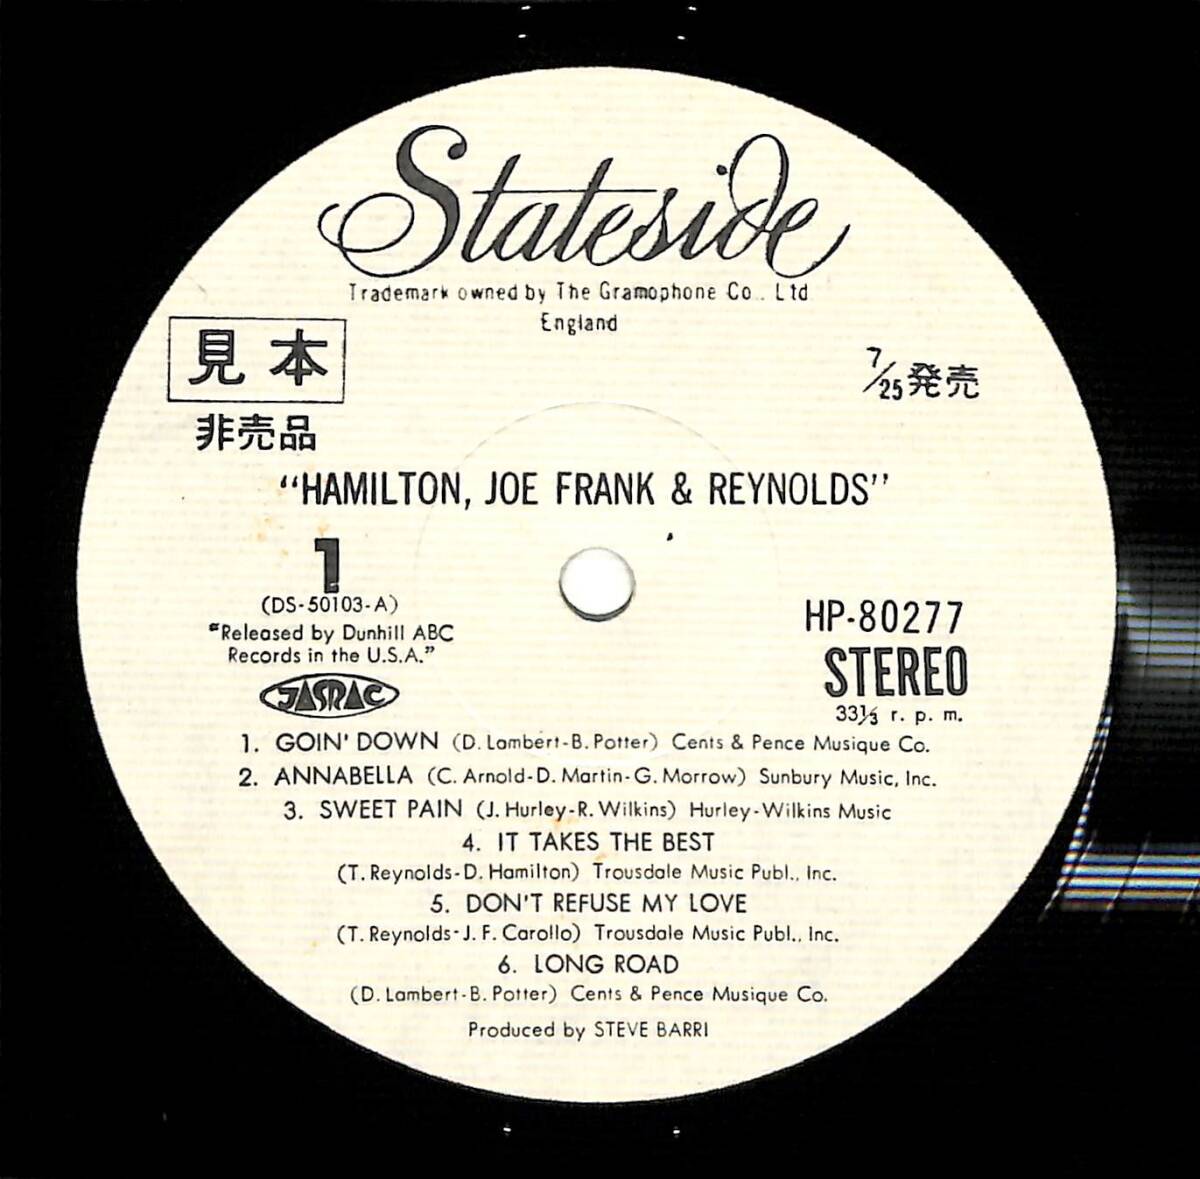 Stateside
Trademark owned by The Gramophone Co., Ltd
England
見本
7/25発売
非売品
"HAMILTON, JOE FRANK & REYNOLDS"
1
(DS-50103-A)
HP-80277
"Released by Dunhill ABC
Records in the U.S.A."
STEREO
JASRAC
33⅓ r. p. m.
1. GOIN' DOWN (D. Lambert-B. Potter) Cents & Pence Musique Co.
2. ANNABELLA (C. Arnold-D. Martin-G. Morrow) Sunbury Music, Inc.
3. SWEET PAIN (J. Hurley-R. Wilkins) Hurley-Wilkins Music
4. IT TAKES THE BEST
(T. Reynolds-D. Hamilton) Trousdale Music Publ., Inc.
5. DON'T REFUSE MY LOVE
(T. Reynolds-J. F. Carollo) Trousdale Music Publ., Inc.
6. LONG ROAD
(D. Lambert-B. Potter) Cents & Pence Musique Co.
Produced by STEVE BARRI